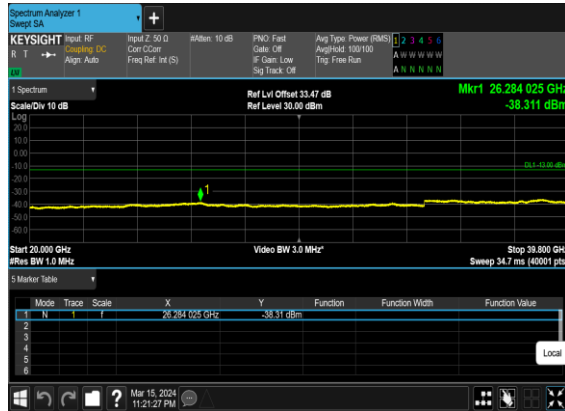 Spectrum Analyzer 1
Swept SA
KEYSIGHT Input: RF Input Z: 50 Ω #Atten: 10 dB PNO: Fast Avg Type: Power (RMS) 1 2 3 4 5 6
R T Coupling: DC Corr CCorr Gate: Off Avg|Hold: 100/100 A W W W W W
Align: Auto Freq Ref: Int (S) IF Gain: Low Trig: Free Run
LW Sig Track: Off A N N N N N
1 Spectrum Ref Lvl Offset 33.47 dB Mkr1 26.284 025 GHz
Scale/Div 10 dB Ref Level 30.00 dBm -38.311 dBm
Log
20.0
10.0
0.00
-10.0 DL1 -13.00 dBm
-20.0
-30.0 1
-40.0
-50.0
-60.0
Start 20.000 GHz Video BW 3.0 MHz* Stop 39.800 GHz
#Res BW 1.0 MHz Sweep 34.7 ms (40001 pts)
5 Marker Table
Mode Trace Scale X Y Function Function Width Function Value
1 N 1 f 26.284 025 GHz -38.31 dBm
2
3
4
5
6
Local
? Mar 15, 2024
11:21:27 PM